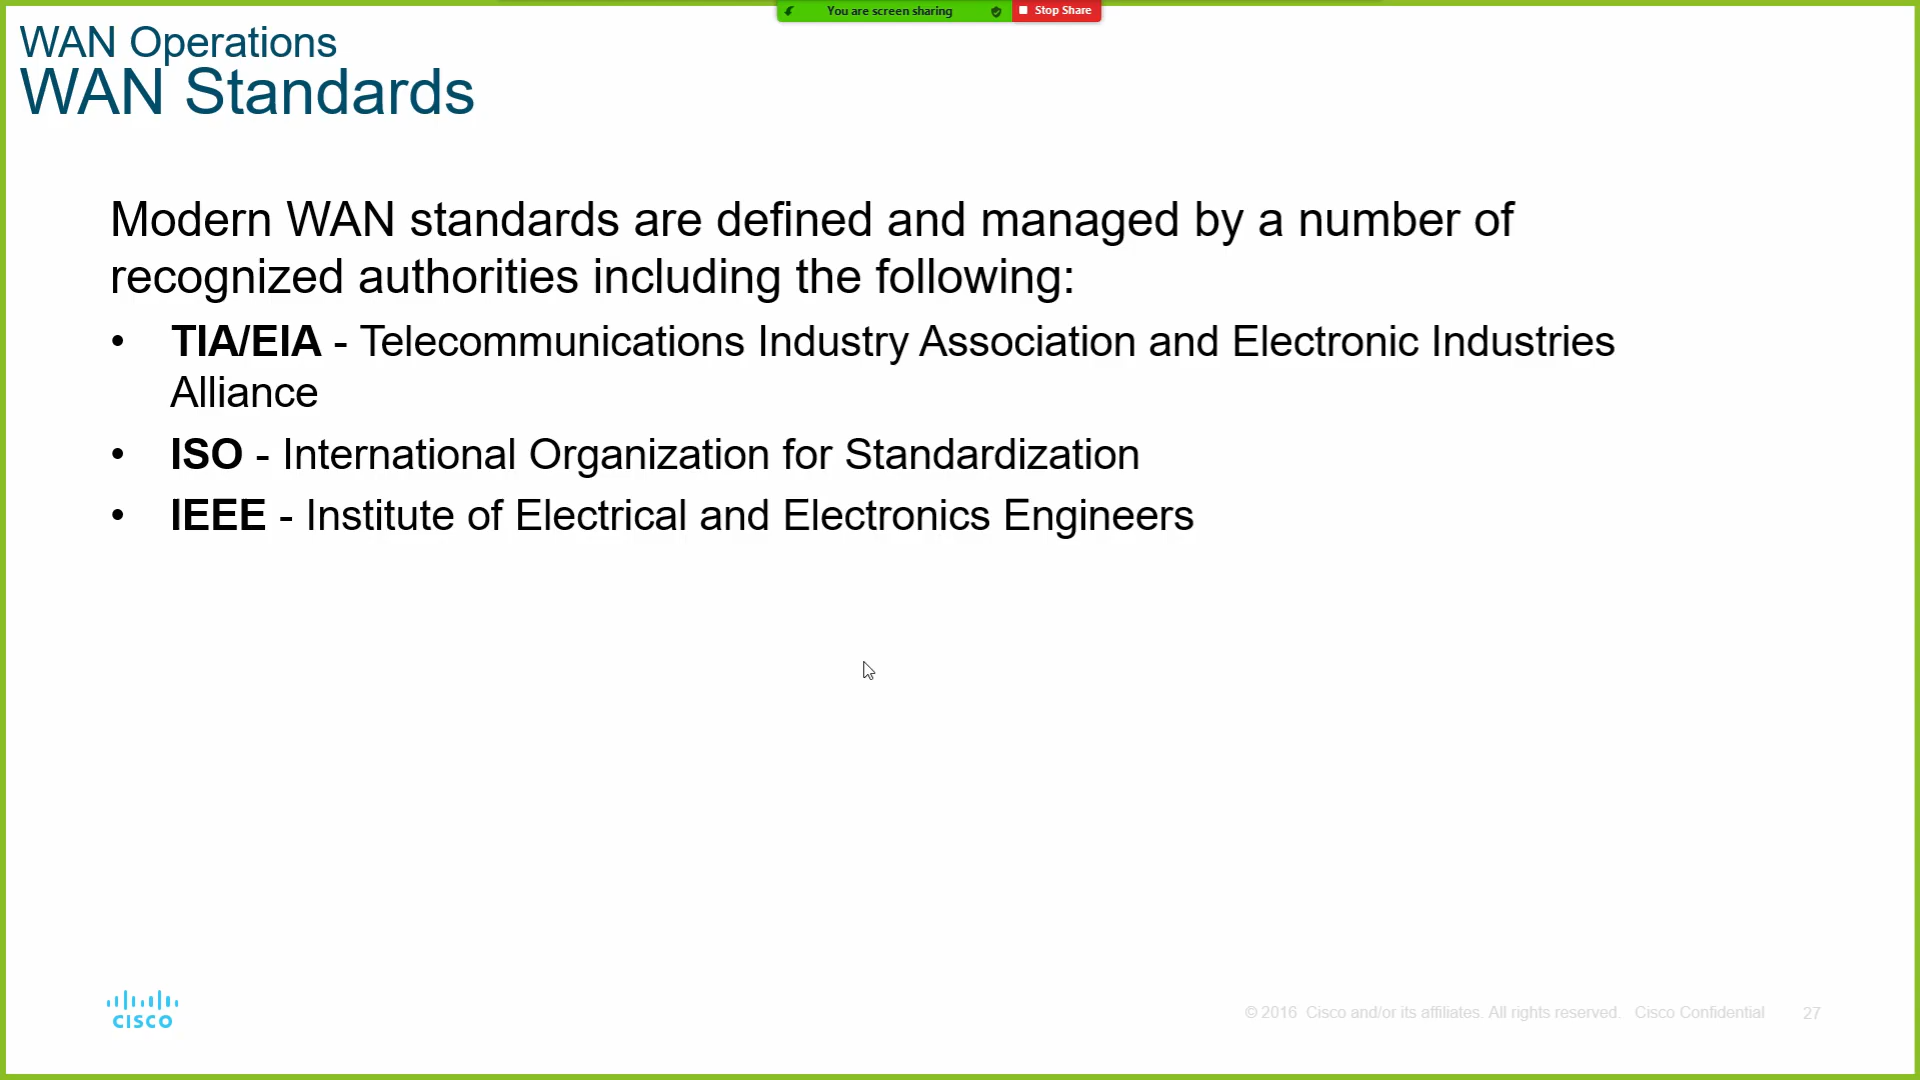 You are screen sharing
Stop Share
WAN Operations
WAN Standards
Modern WAN standards are defined and managed by a number of
recognized authorities including the following:
• TIA/EIA - Telecommunications Industry Association and Electronic Industries
Alliance
• ISO - International Organization for Standardization
• IEEE - Institute of Electrical and Electronics Engineers
CISCO
© 2016 Cisco and/or its affiliates. All rights reserved. Cisco Confidential 27